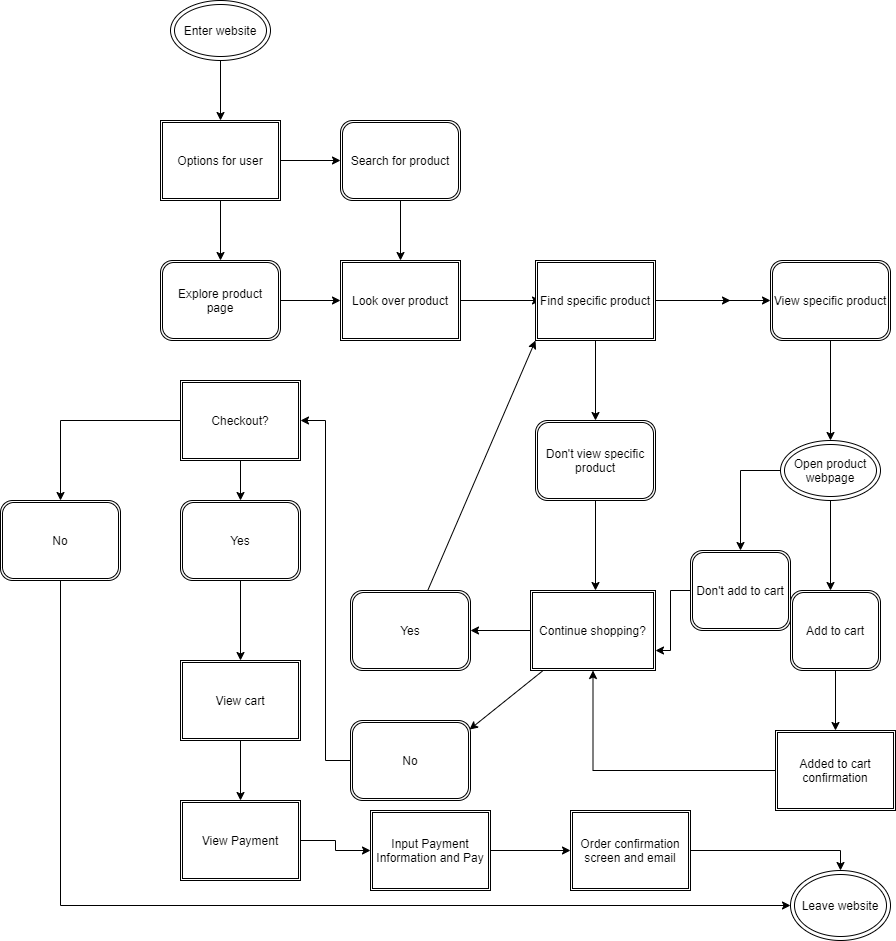 Enter website
Options for user
Search for product
Explore product
page
Look over product
Find specific product
View specific product
Checkout?
Don't view specific
product
Open product
webpage
No
Yes
Don't add to cart
Yes
Continue shopping?
Add to cart
View cart
No
Added to cart
confirmation
View Payment
Input Payment
Information and Pay
Order confirmation
screen and email
Leave website